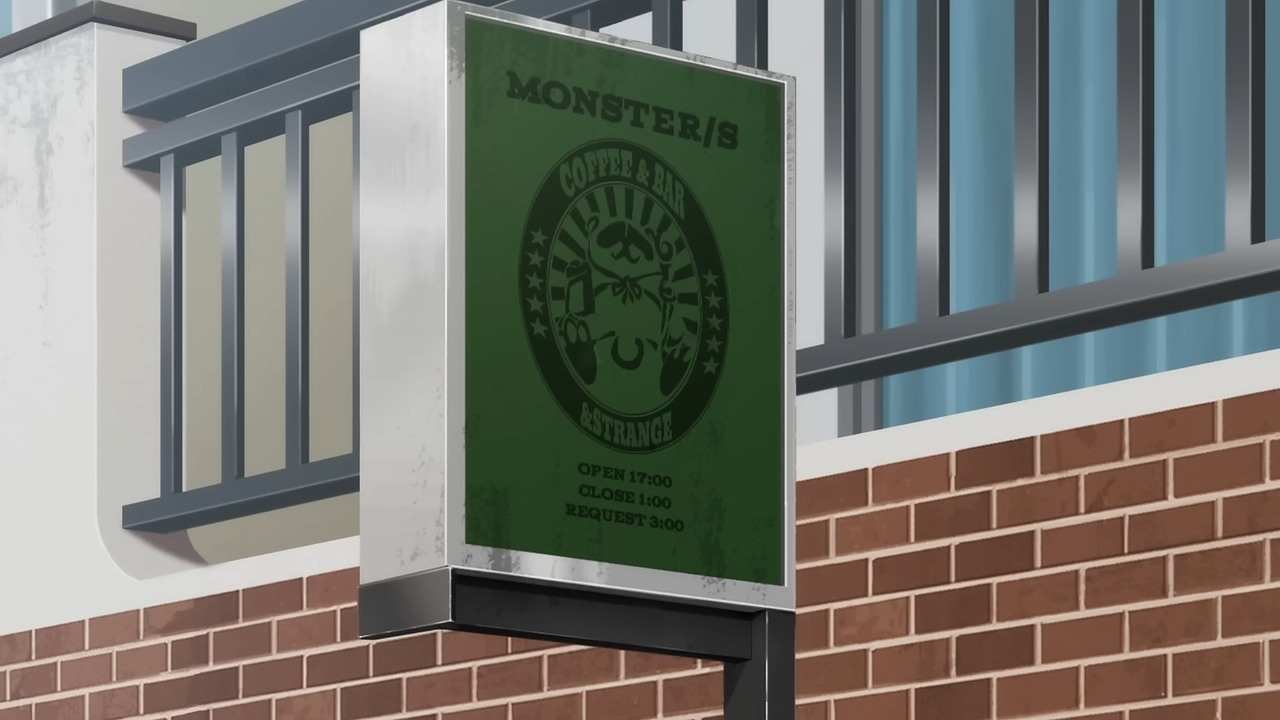 MONSTER/S
COFFEE & BAR
&STRANGE
OPEN 17:00
CLOSE 1:00
REQUEST 3:00